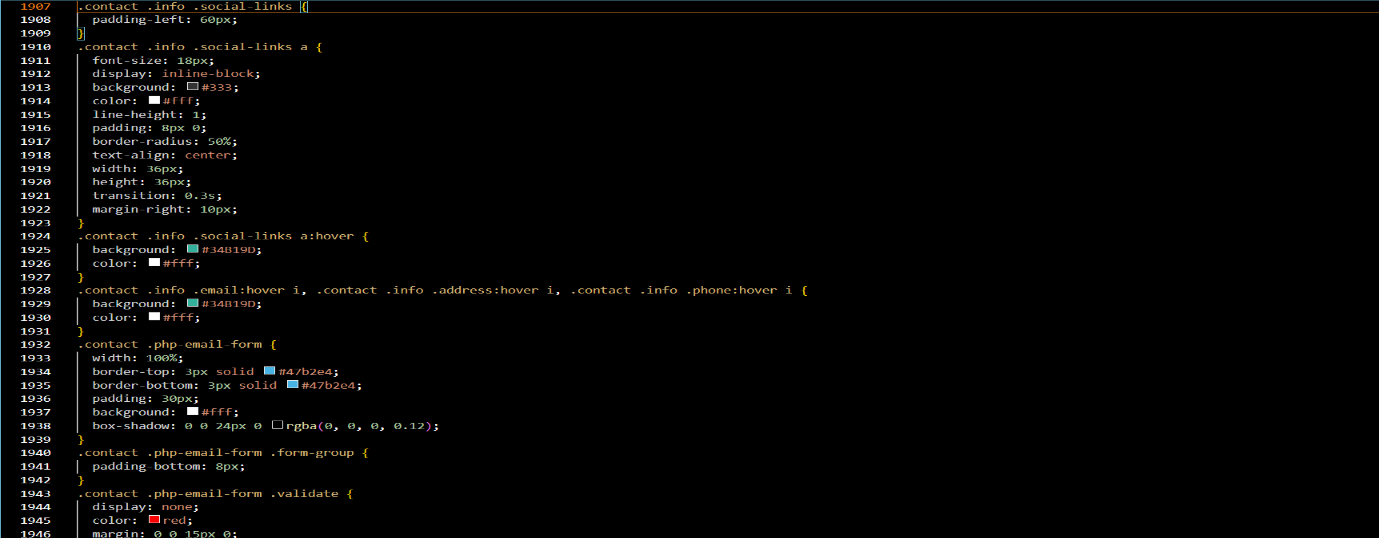 1907 .contact .info .social-links {
1908 padding-left: 60px;
1909 }
1910 .contact .info .social-links a {
1911 font-size: 18px;
1912 display: inline-block;
1913 background: #333;
1914 color: #fff;
1915 line-height: 1;
1916 padding: 8px 0;
1917 border-radius: 50%;
1918 text-align: center;
1919 width: 36px;
1920 height: 36px;
1921 transition: 0.3s;
1922 margin-right: 10px;
1923 }
1924 .contact .info .social-links a:hover {
1925 background: #34B19D;
1926 color: #fff;
1927 }
1928 .contact .info .email:hover i, .contact .info .address:hover i, .contact .info .phone:hover i {
1929 background: #34B19D;
1930 color: #fff;
1931 }
1932 .contact .php-email-form {
1933 width: 100%;
1934 border-top: 3px solid #47b2e4;
1935 border-bottom: 3px solid #47b2e4;
1936 padding: 30px;
1937 background: #fff;
1938 box-shadow: 0 0 24px 0 rgba(0, 0, 0, 0.12);
1939 }
1940 .contact .php-email-form .form-group {
1941 padding-bottom: 8px;
1942 }
1943 .contact .php-email-form .validate {
1944 display: none;
1945 color: red;
1946 margin: 0 0 15px 0;